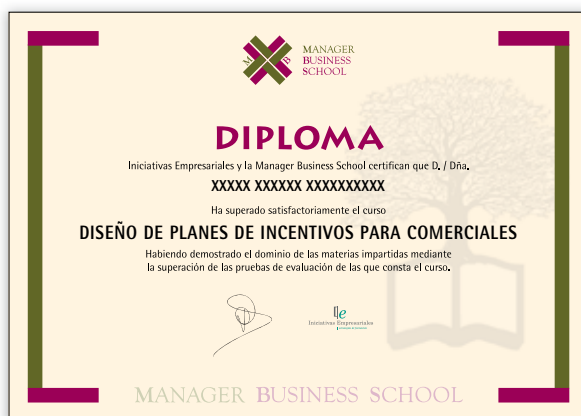 M B
MANAGER
BUSINESS
SCHOOL
DIPLOMA
Iniciativas Empresariales y la Manager Business School certifican que D. / Dña.
XXXXX XXXXXX XXXXXXXXXX
Ha superado satisfactoriamente el curso
DISEÑO DE PLANES DE INCENTIVOS PARA COMERCIALES
Habiendo demostrado el dominio de las materias impartidas mediante
la superación de las pruebas de evaluación de las que consta el curso.
Ie
Iniciativas Empresariales
MANAGER BUSINESS SCHOOL